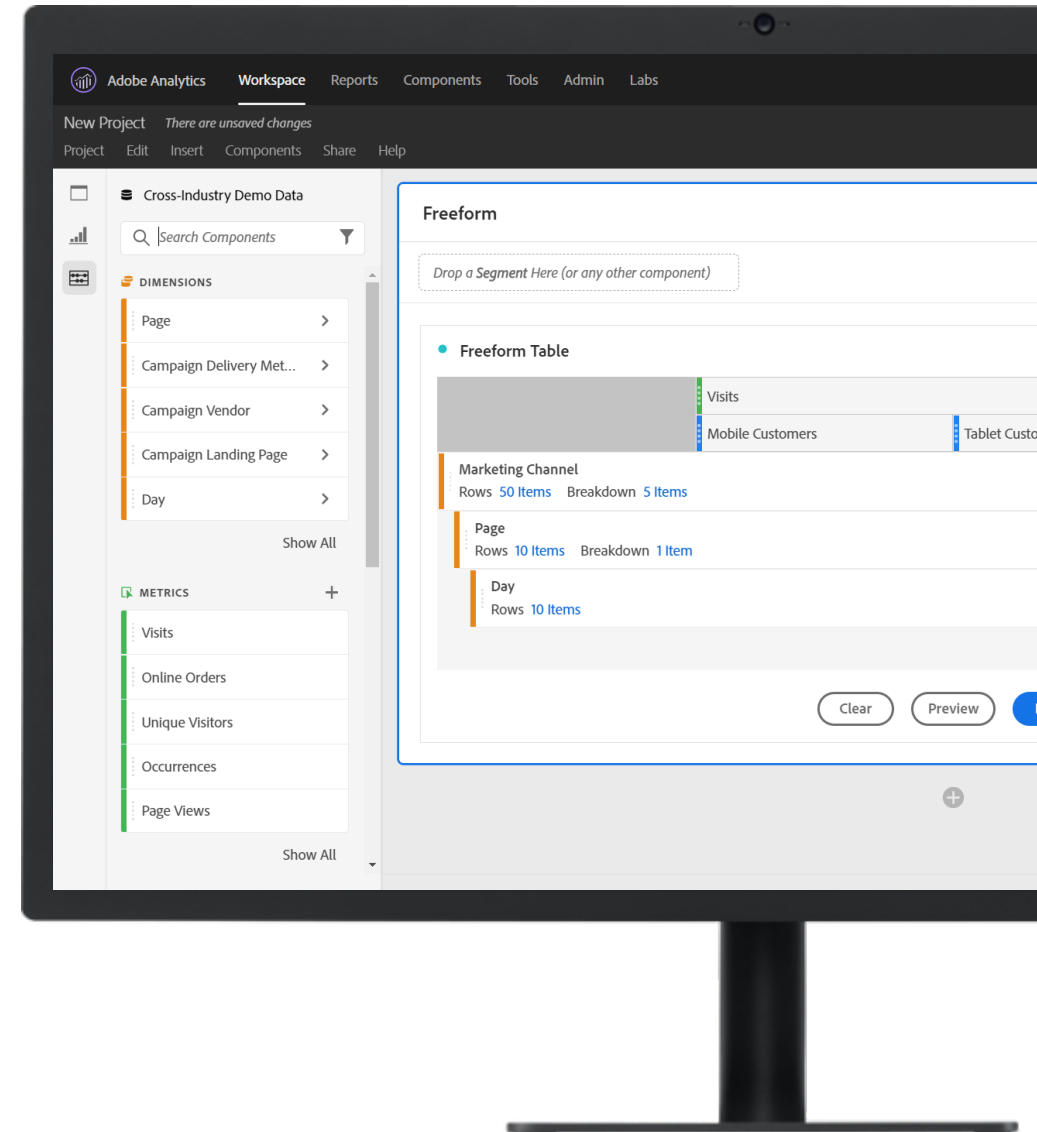 Adobe Analytics Workspace Reports Components Tools Admin Labs
New Project There are unsaved changes
Project Edit Insert Components Share Help
Cross-Industry Demo Data
Search Components
DIMENSIONS
Page
Campaign Delivery Met...
Campaign Vendor
Campaign Landing Page
Day
Show All
METRICS
Visits
Online Orders
Unique Visitors
Occurrences
Page Views
Show All
Freeform
Drop a Segment Here (or any other component)
Freeform Table
Visits
Mobile Customers Tablet Custo
Marketing Channel
Rows 50 Items Breakdown 5 Items
Page
Rows 10 Items Breakdown 1 Item
Day
Rows 10 Items
Clear Preview